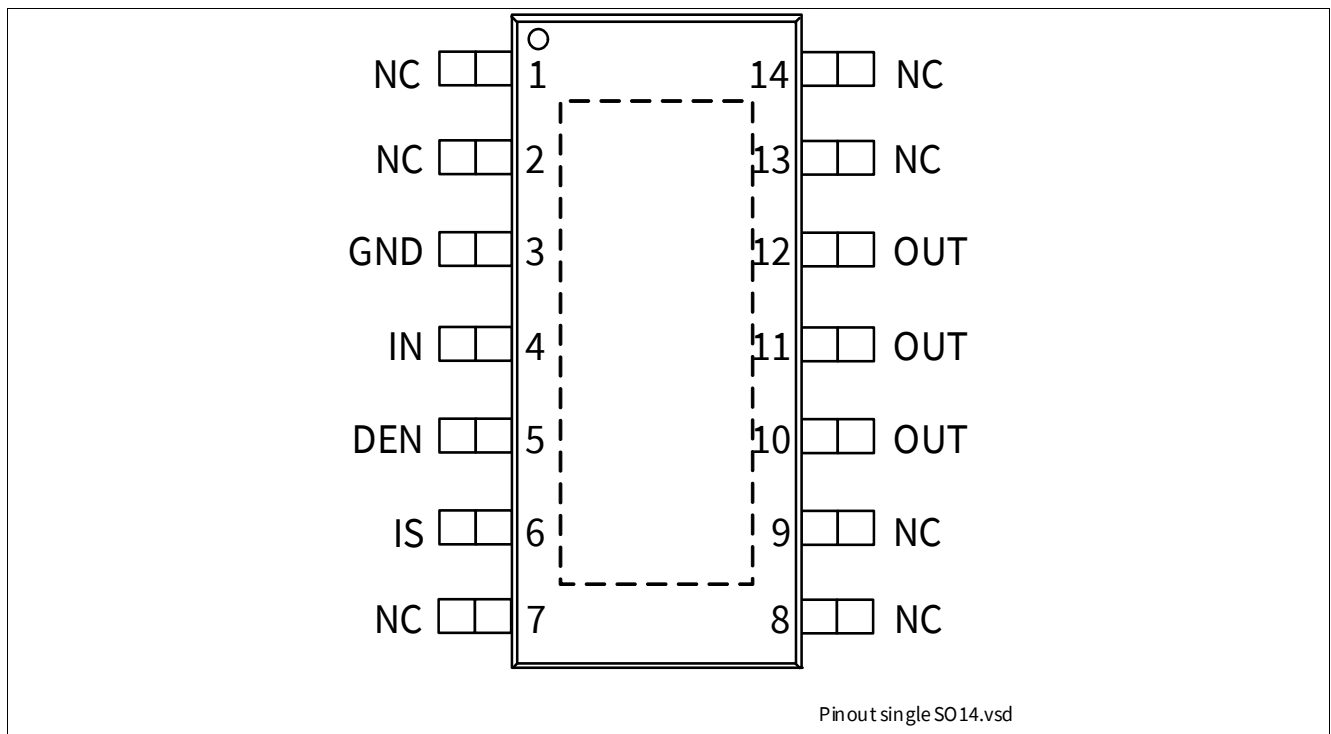 NC 1 14 NC
NC 2 13 NC
GND 3 12 OUT
IN 4 11 OUT
DEN 5 10 OUT
IS 6 9 NC
NC 7 8 NC
Pinout single SO14.vsd